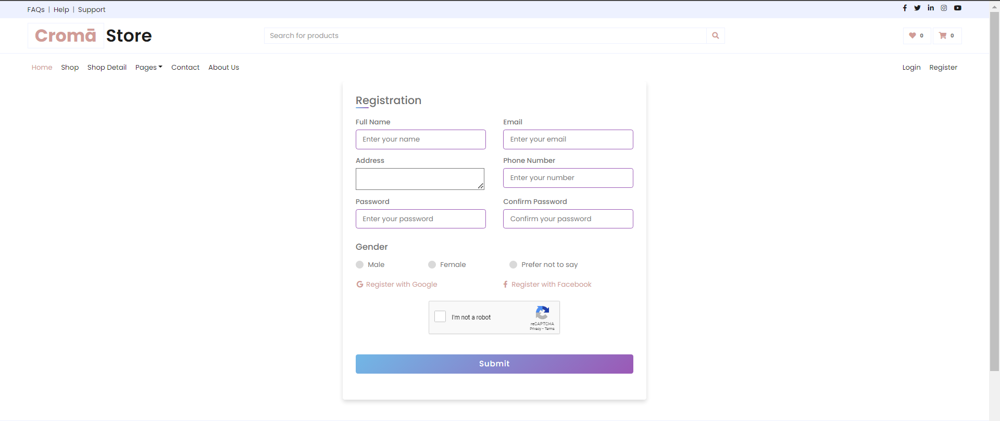 FAQs | Help | Support
Cromā Store
Search for products
0 0
Home Shop Shop Detail Pages Contact About Us Login Register
Registration
Full Name Email
Enter your name Enter your email
Address Phone Number
Enter your number
Password Confirm Password
Enter your password Confirm your password
Gender
Male Female Prefer not to say
Register with Google Register with Facebook
I'm not a robot
reCAPTCHA
Privacy - Terms
Submit